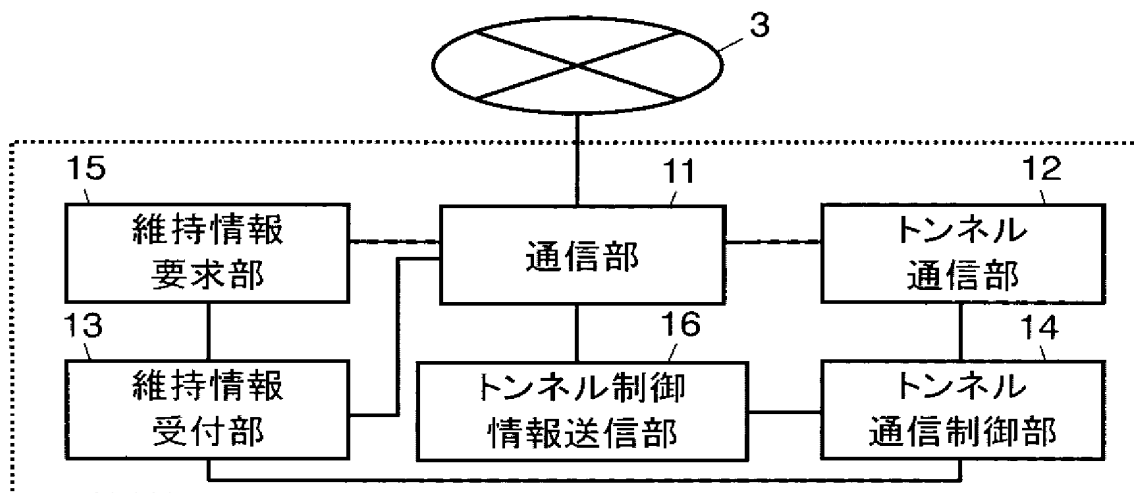 3
15
維持情報
要求部
11
通信部
12
トンネル
通信部
13
維持情報
受付部
16
トンネル制御
情報送信部
14
トンネル
通信制御部